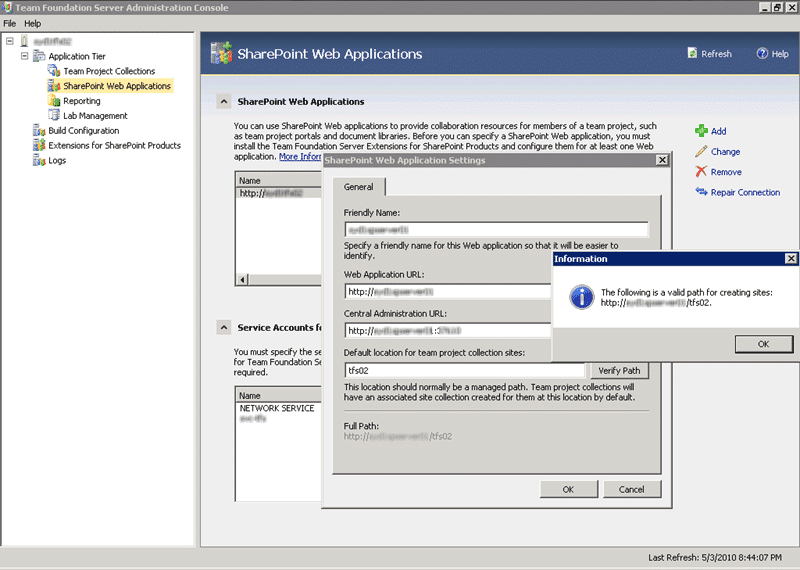 Team Foundation Server Administration Console
File Help
Application Tier
Team Project Collections
SharePoint Web Applications
Reporting
Lab Management
Build Configuration
Extensions for SharePoint Products
Logs
SharePoint Web Applications
Refresh
Help
SharePoint Web Applications
You can use SharePoint Web applications to provide collaboration resources for members of a team project, such
as team project portals and document libraries. Before you can specify a SharePoint Web application, you must
install the Team Foundation Server Extensions for SharePoint Products and configure them for at least one Web
application. More Infor
Add
Change
Remove
Repair Connection
Name
http://
Service Accounts fo
You must specify the se
for Team Foundation Se
required.
Name
NETWORK SERVICE
SharePoint Web Application Settings
General
Friendly Name:
Specify a friendly name for this Web application so that it will be easier to
identify.
Web Application URL:
http://
Central Administration URL:
http://
Default location for team project collection sites:
tfs02
Verify Path
This location should normally be a managed path. Team project collections will
have an associated site collection created for them at this location by default.
Full Path:
http:// /tfs02
OK Cancel
Information
The following is a valid path for creating sites:
http:// /tfs02.
OK
Last Refresh: 5/3/2010 8:44:07 PM